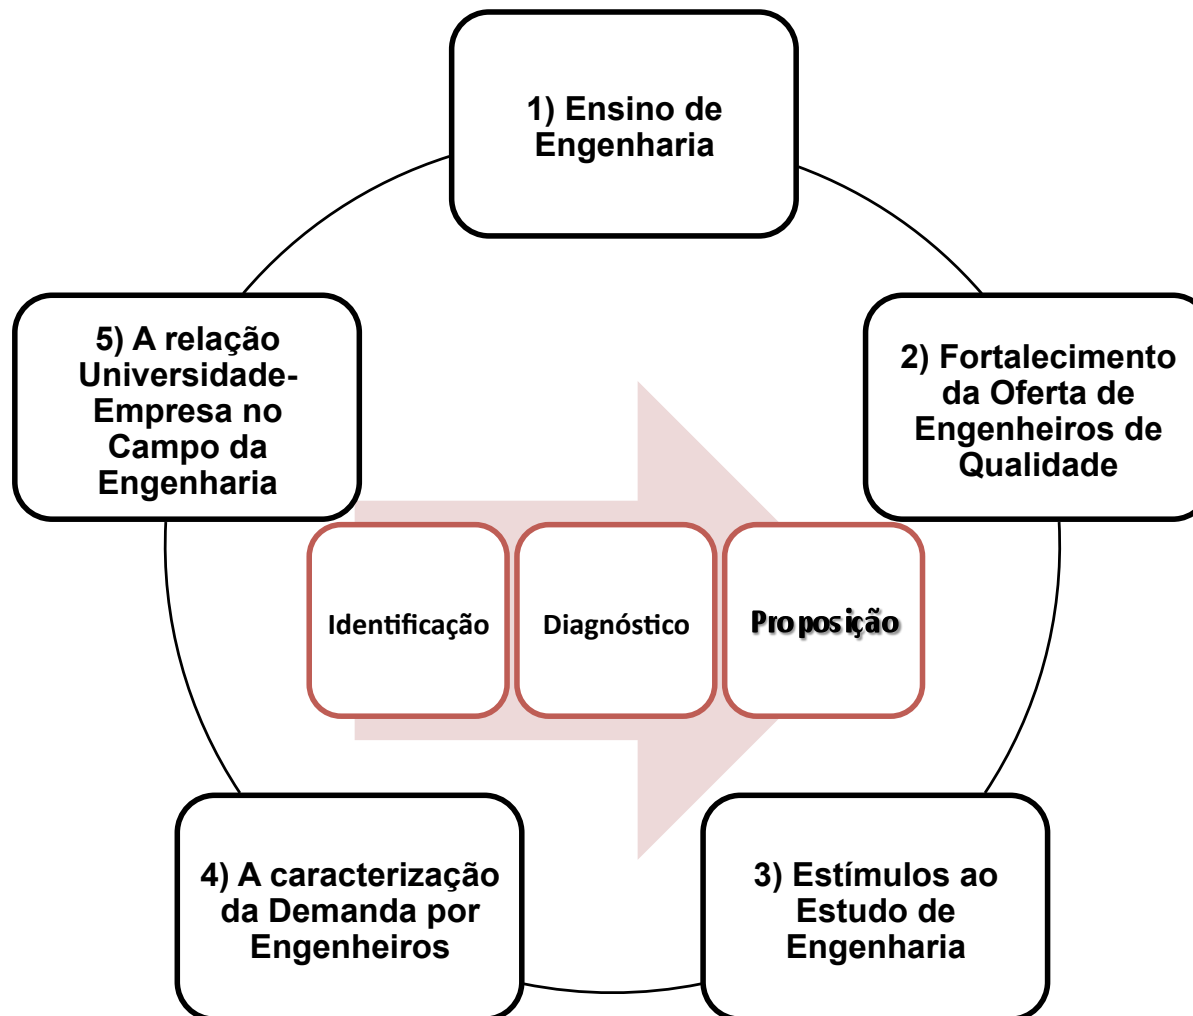 1) Ensino de
Engenharia
2) Fortalecimento
da Oferta de
Engenheiros de
Qualidade
3) Estímulos ao
Estudo de
Engenharia
4) A caracterização
da Demanda por
Engenheiros
5) A relação
Universidade-
Empresa no
Campo da
Engenharia
Identificação
Diagnóstico
Proposição